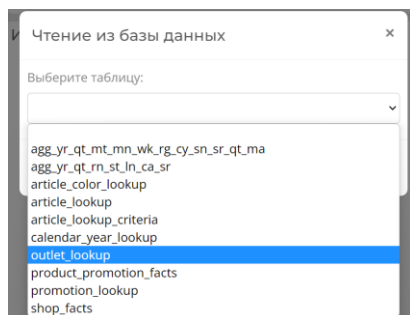 И
Чтение из базы данных
×
Выберите таблицу:
agg_yr_qt_mt_mn_wk_rg_cy_sn_sr_qt_ma
agg_yr_qt_rn_st_ln_ca_sr
article_color_lookup
article_lookup
article_lookup_criteria
calendar_year_lookup
outlet_lookup
product_promotion_facts
promotion_lookup
shop_facts